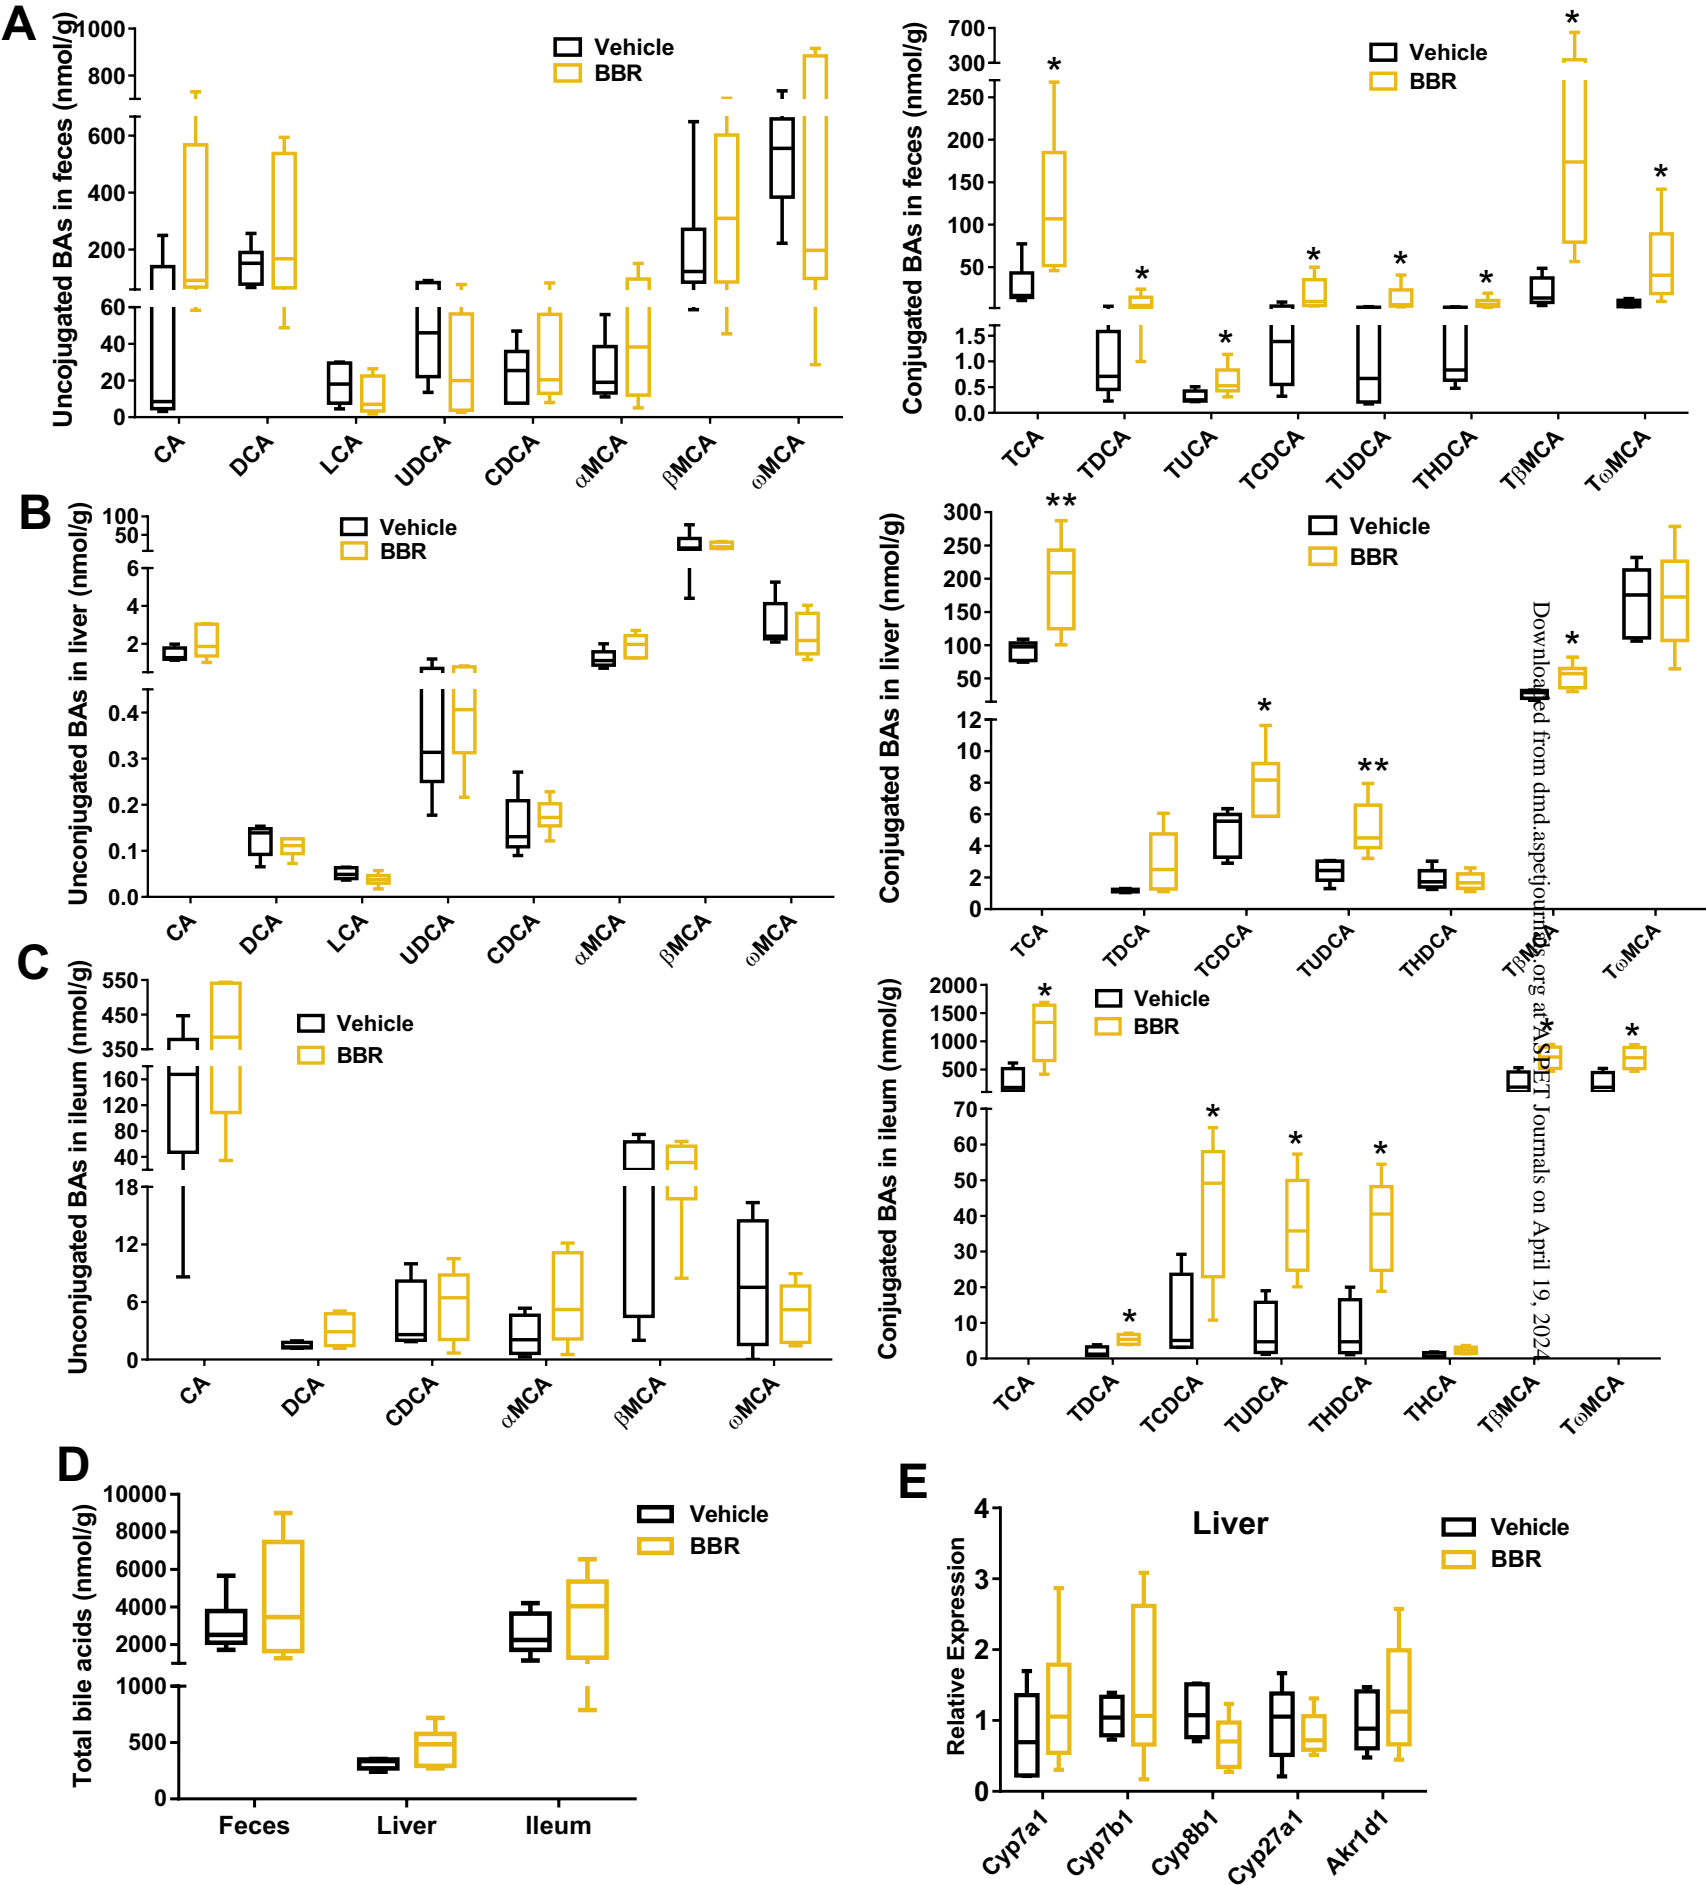 A
Uncojugated BAs in feces (nmol/g)
1000
800
600
400
200
60
40
20
0
Vehicle
BBR
CA
DCA
LCA
UDCA
CDCA
αMCA
βMCA
ωMCA
Conjugated BAs in feces (nmol/g)
700
300
250
200
150
100
50
1.5
1.0
0.5
0.0
Vehicle
BBR
*
*
*
*
*
*
*
*
TCA
TDCA
TUCA
TCDCA
TUDCA
THDCA
TβMCA
TωMCA
B
Unconjugated BAs in liver (nmol/g)
100
50
6
4
2
0.4
0.3
0.2
0.1
0.0
Vehicle
BBR
CA
DCA
LCA
UDCA
CDCA
αMCA
βMCA
ωMCA
Conjugated BAs in liver (nmol/g)
300
250
200
150
100
50
12
10
8
6
4
2
0
Vehicle
BBR
**
*
**
*
TCA
TDCA
TCDCA
TUDCA
THDCA
TβMCA
TωMCA
C
Unconjugated BAs in ileum (nmol/g)
550
450
350
160
120
80
40
18
12
6
0
Vehicle
BBR
CA
DCA
CDCA
αMCA
βMCA
ωMCA
Conjugated BAs in ileum (nmol/g)
2000
1500
1000
500
70
60
50
40
30
20
10
0
Vehicle
BBR
*
*
*
*
*
*
*
TCA
TDCA
TCDCA
TUDCA
THDCA
THCA
TβMCA
TωMCA
Downloaded from dmd.aspetjournals.org at ASPET Journals on April 19, 2024
D
Total bile acids (nmol/g)
10000
8000
6000
4000
2000
1000
500
0
Vehicle
BBR
Feces
Liver
Ileum
E
Liver
Relative Expression
4
3
2
1
0
Vehicle
BBR
Cyp7a1
Cyp7b1
Cyp8b1
Cyp27a1
Akr1d1